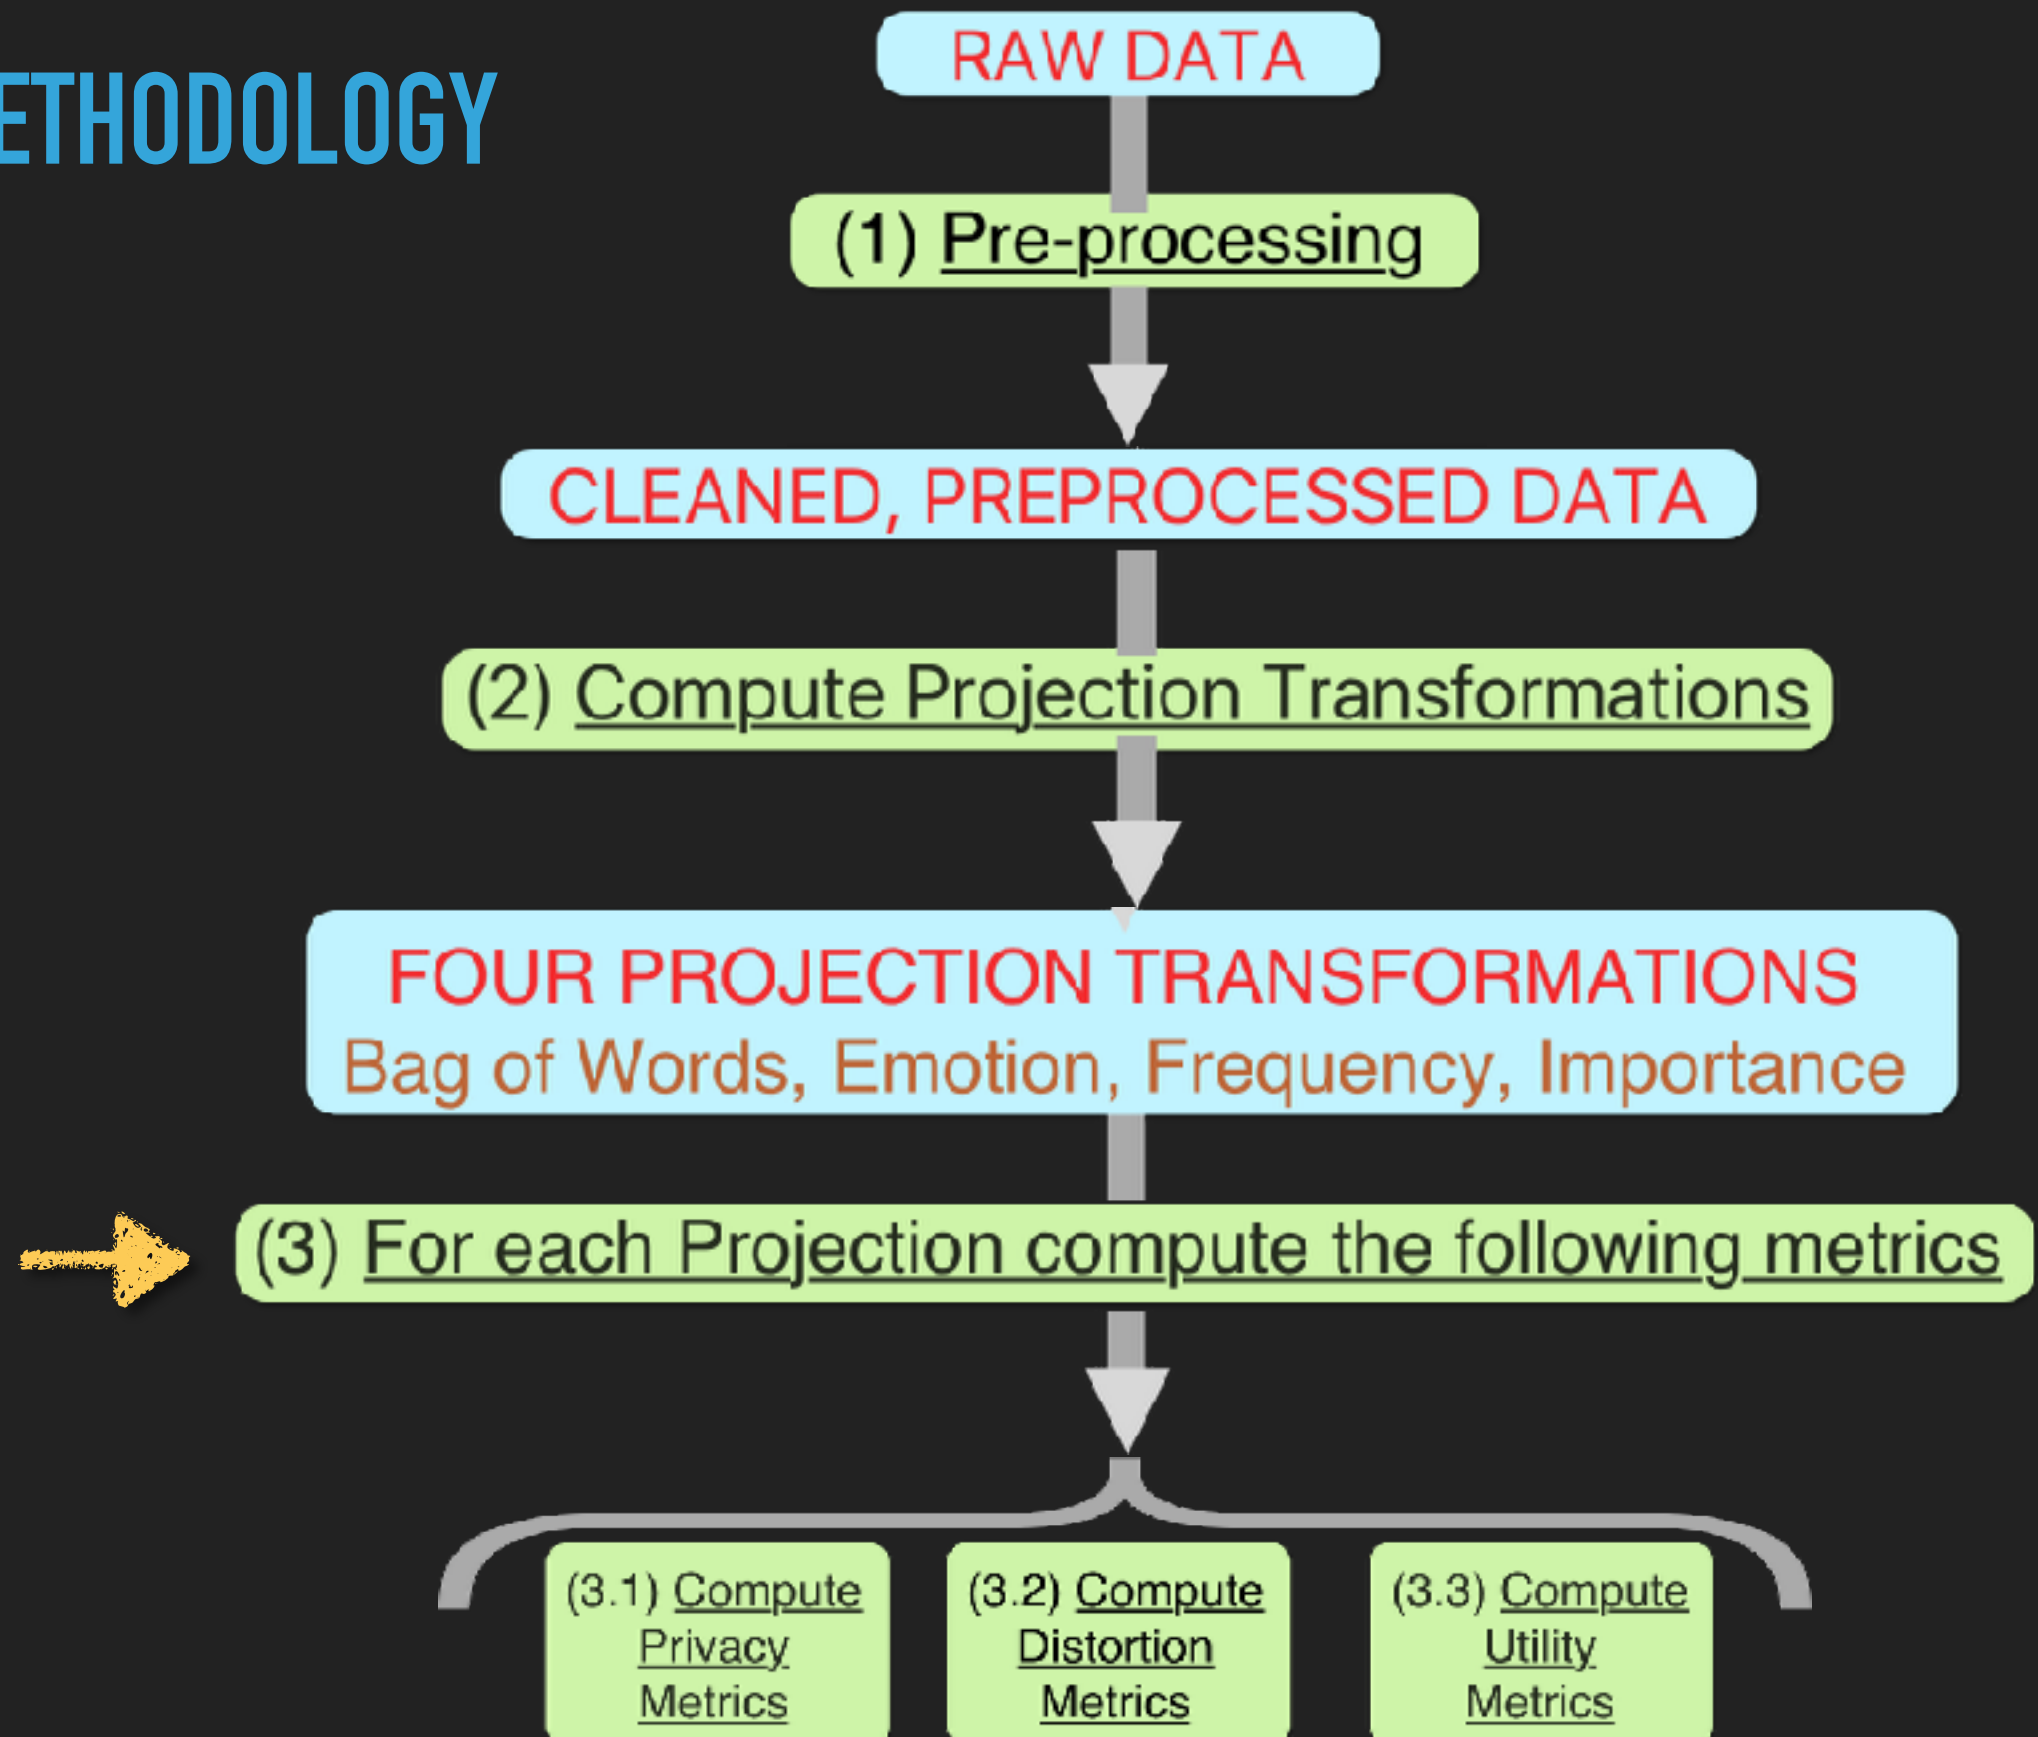 ETHODOLOGY
RAW DATA
(1) Pre-processing
CLEANED, PREPROCESSED DATA
(2) Compute Projection Transformations
FOUR PROJECTION TRANSFORMATIONS
Bag of Words, Emotion, Frequency, Importance
(3) For each Projection compute the following metrics
(3.1) Compute
Privacy
Metrics
(3.2) Compute
Distortion
Metrics
(3.3) Compute
Utility
Metrics